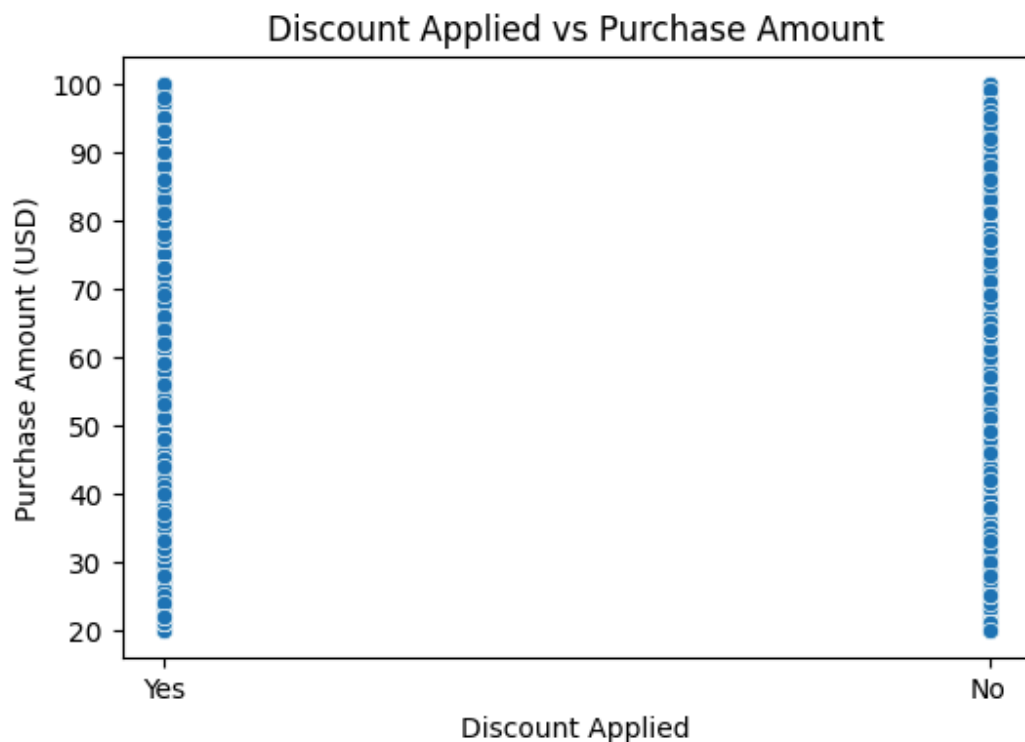 Discount Applied vs Purchase Amount
Purchase Amount (USD)
100
90
80
70
60
50
40
30
20
Yes
No
Discount Applied